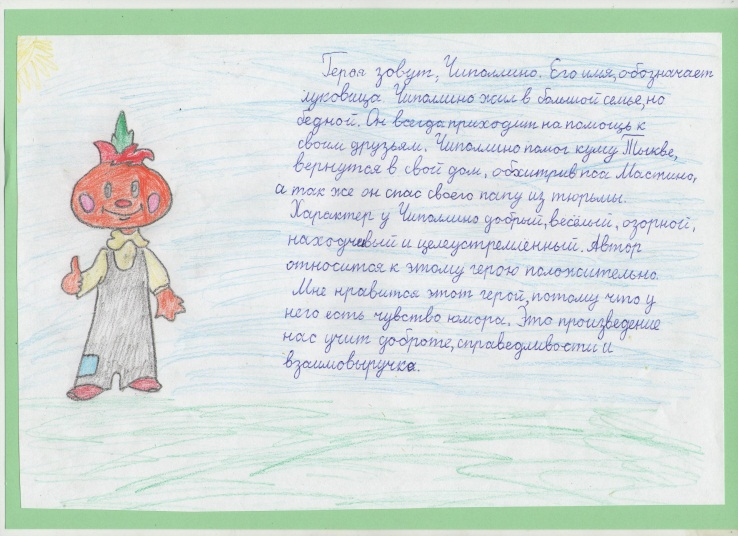 Героя зовут, Чиполлино. Его имя, обозначает
луковица. Чиполлино жил в большой семье, но
бедной. Он всегда приходит на помощь к
своим друзьям. Чиполлино помог куму Тыкве,
вернутся в свой дом, обхитрив пса Мастино,
а так же он спас своего папу из тюрьмы.
Характер у Чиполлино добрый, весёлый, озорной,
находчивый и целеустремленный. Автор
относится к этому герою положительно.
Мне нравится этот герой, потому что у
него есть чувство юмора. Это произведение
нас учит доброте, справедливости и
взаимовыручке.